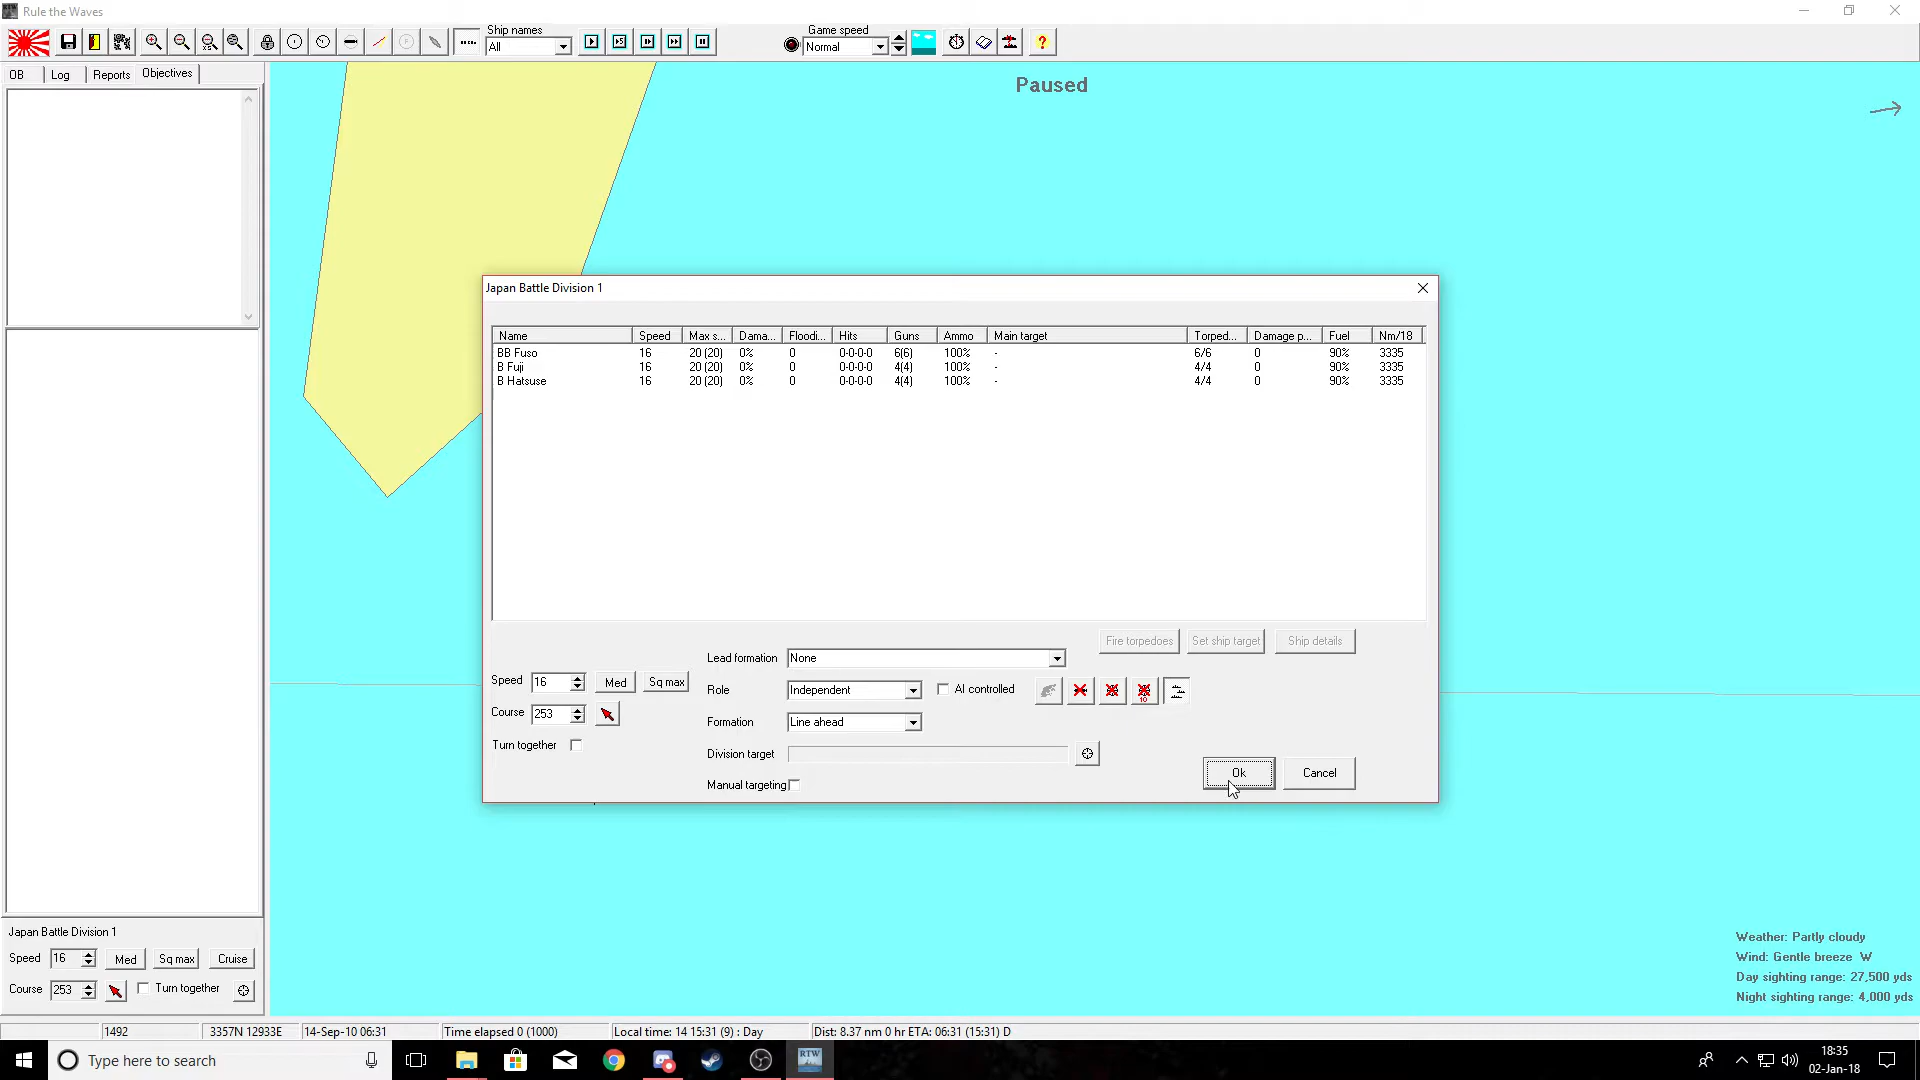 Rule the Waves
Ship names
All
Game speed
Normal
?
OB Log Reports Objectives
Paused
Japan Battle Division 1
Name Speed Max s... Dama... Floodi... Hits Guns Ammo Main target Torped... Damage p... Fuel Nm/18
BB Fuso 16 20 (20) 0% 0 0-0-0-0 6(6) 100% - 6/6 0 90% 3335
B Fuji 16 20 (20) 0% 0 0-0-0-0 4(4) 100% - 4/4 0 90% 3335
B Hatsuse 16 20 (20) 0% 0 0-0-0-0 4(4) 100% - 4/4 0 90% 3335
Fire torpedoes Set ship target Ship details
Lead formation None
Speed 16 Med Sq max
Role Independent AI controlled
10
Course 253
Formation Line ahead
Turn together
Division target
Manual targeting
Ok Cancel
Japan Battle Division 1
Speed 16 Med Sq max Cruise
Course 253 Turn together
Weather: Partly cloudy
Wind: Gentle breeze W
Day sighting range: 27,500 yds
Night sighting range: 4,000 yds
1492 3357N 12933E 14-Sep-10 06:31 Time elapsed 0 (1000) Local time: 14 15:31 (9) : Day Dist: 8.37 nm 0 hr ETA: 06:31 (15:31) D
Type here to search
RTW
18:35
02-Jan-18